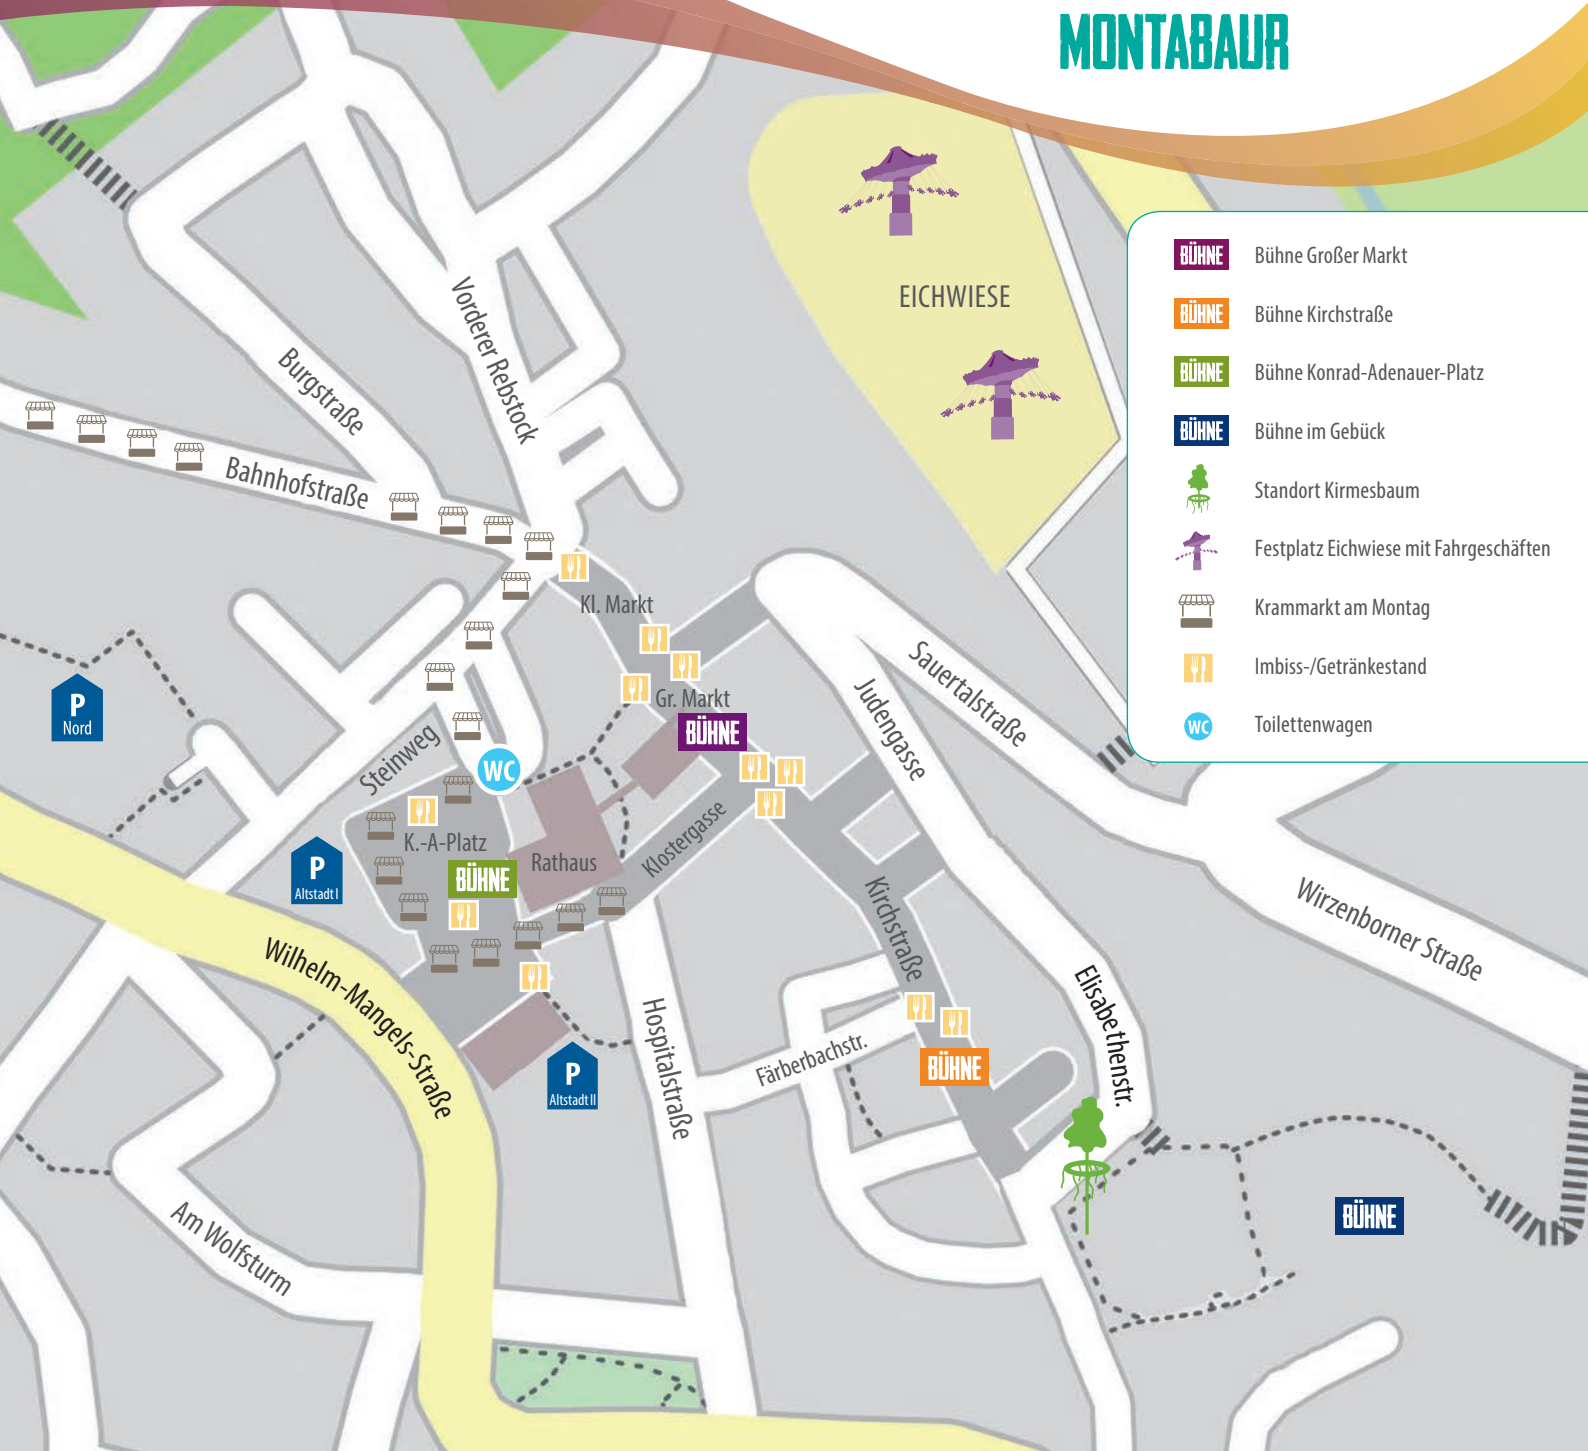 MONTABAUR
BÜHNE Bühne Großer Markt
BÜHNE Bühne Kirchstraße
BÜHNE Bühne Konrad-Adenauer-Platz
BÜHNE Bühne im Gebück
Standort Kirmesbaum
Festplatz Eichwiese mit Fahrgeschäften
Krammarkt am Montag
Imbiss-/Getränkestand
WC Toilettenwagen
EICHWIESE
Vorderer Rebstock
Burgstraße
Bahnhofstraße
Kl. Markt
Gr. Markt
BÜHNE
Sauertalstraße
Judengasse
P
Nord
Steinweg
WC
K.-A-Platz
BÜHNE
Rathaus
Klostergasse
P
Altstadt I
Kirchstraße
Wirzenborner Straße
Wilhelm-Mangels-Straße
Elisabethenstr.
Hospitalstraße
Färberbachstr.
BÜHNE
P
Altstadt II
BÜHNE
Am Wolfsturm